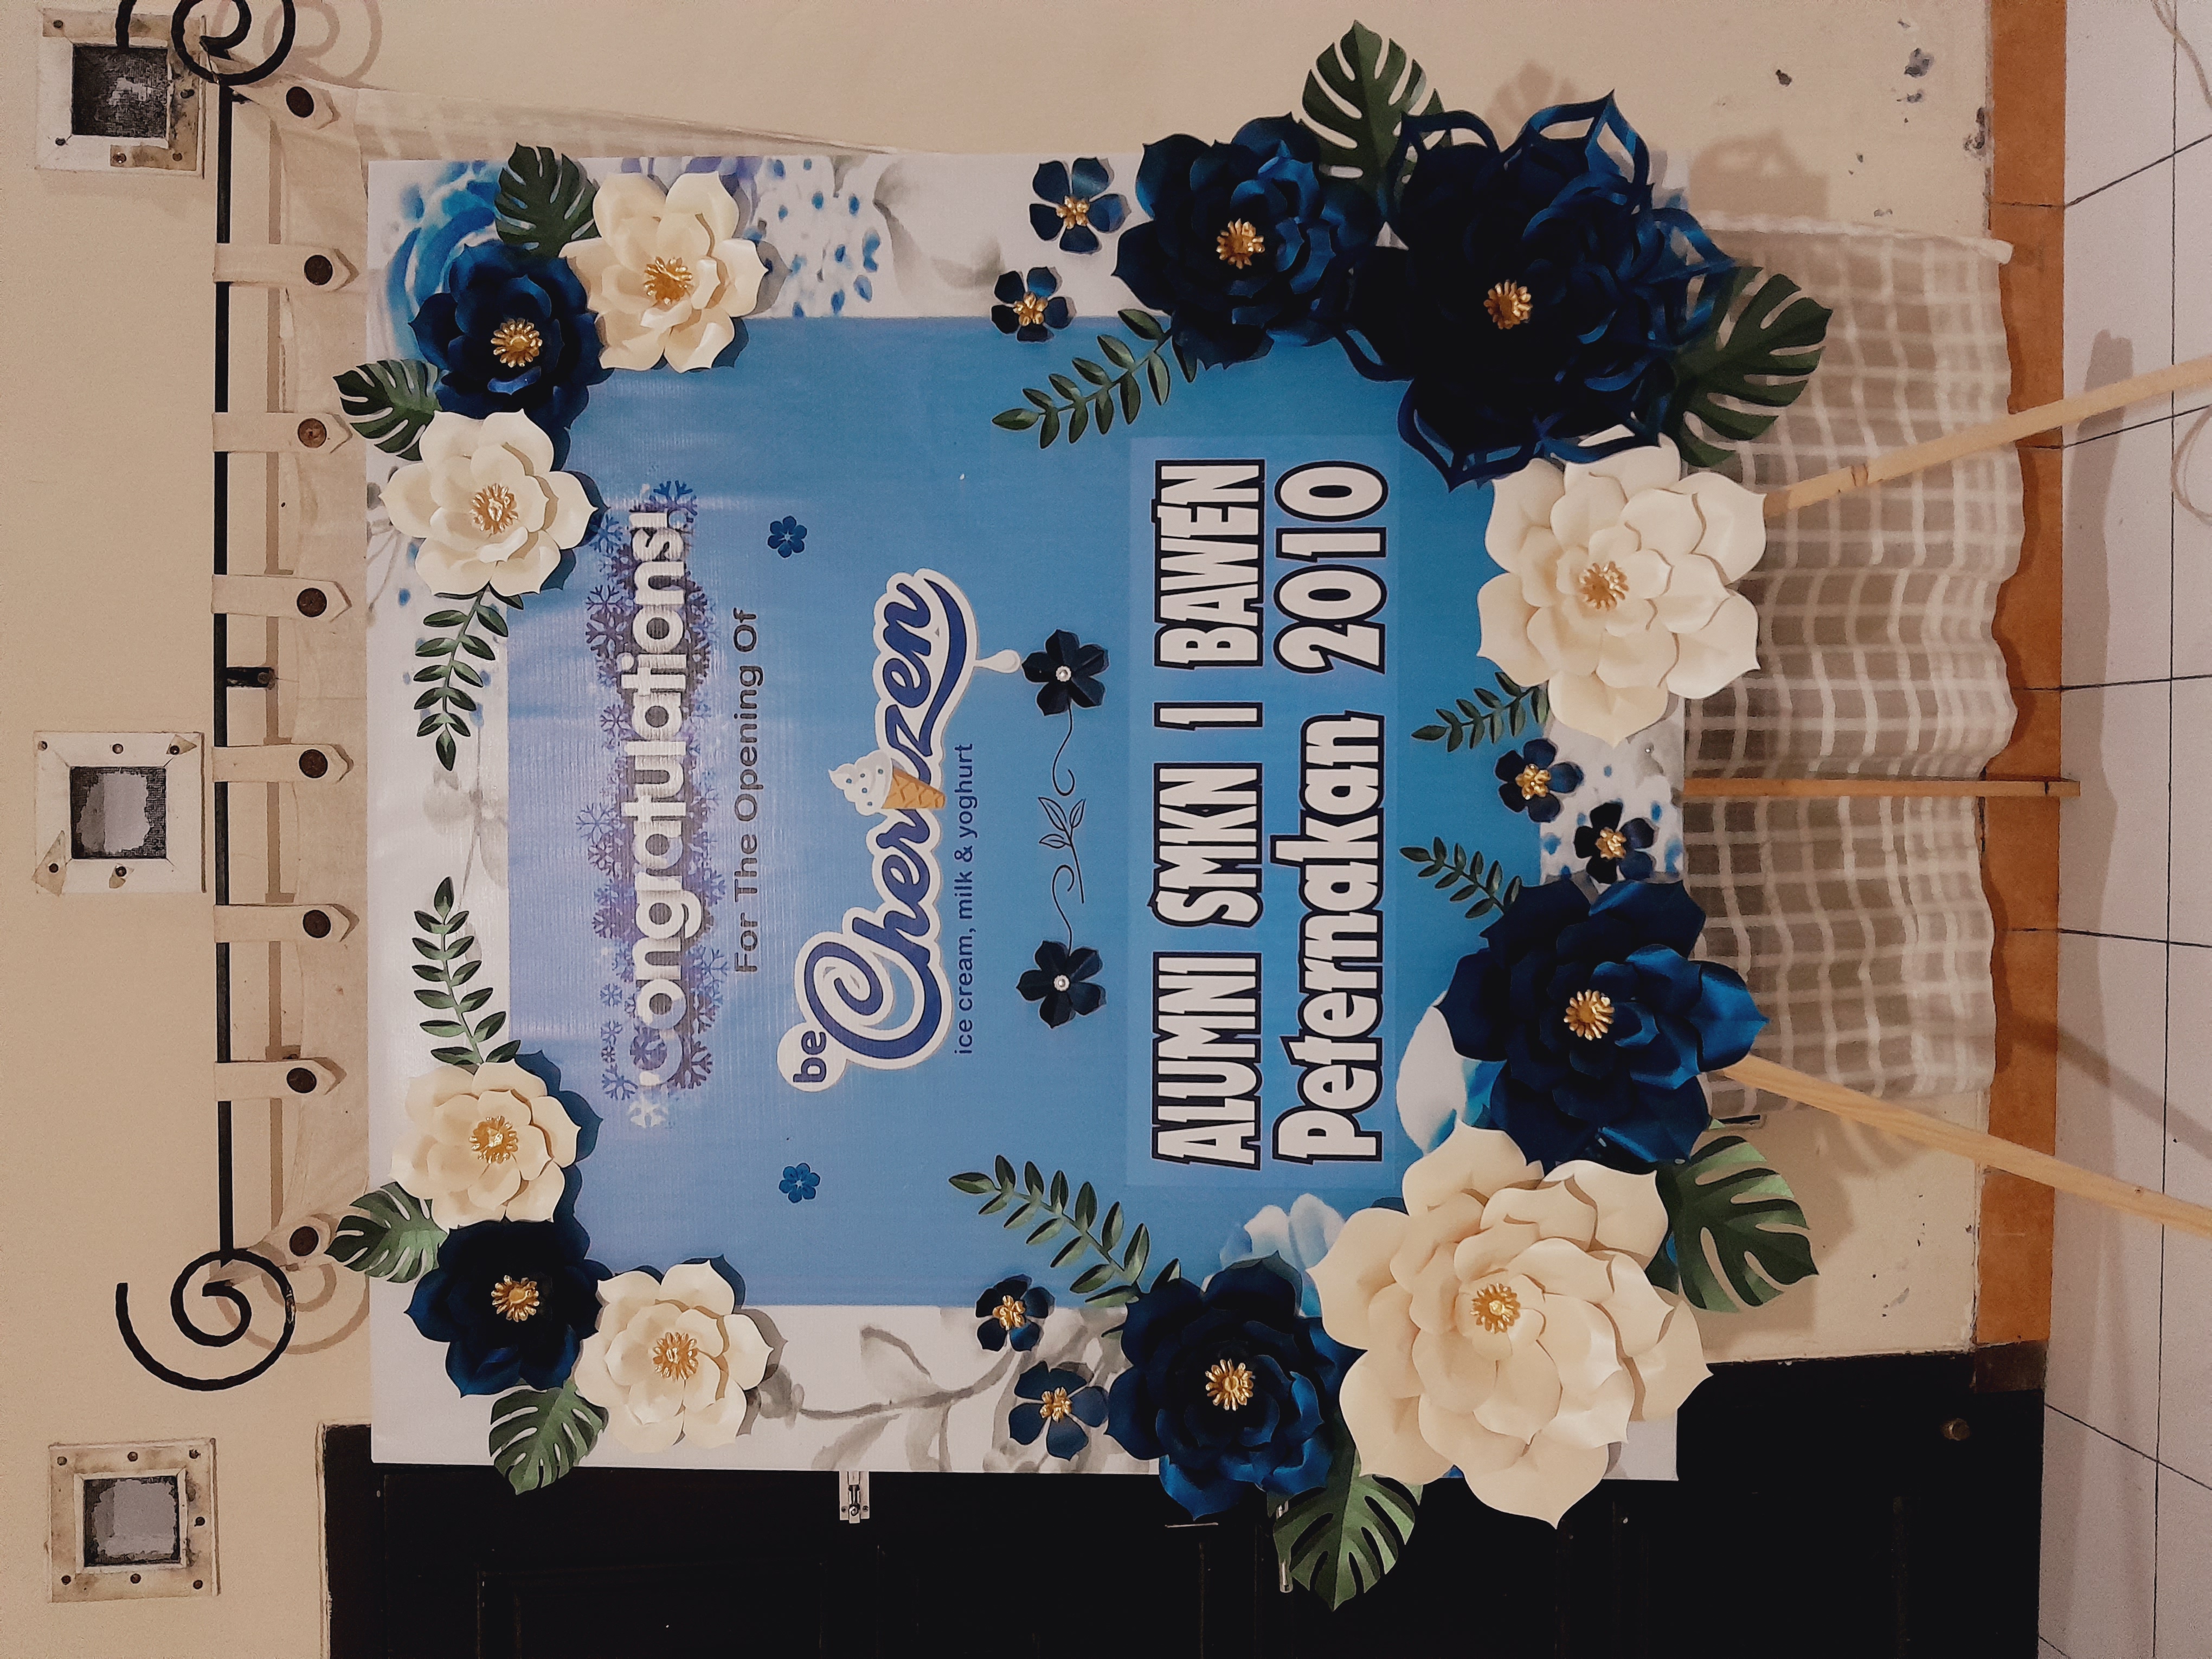 Congratulations!
For The Opening Of
be
Cherizen
ice cream, milk & yoghurt
ALUMNI SMKN 1 BAWEN
Peternakan 2010